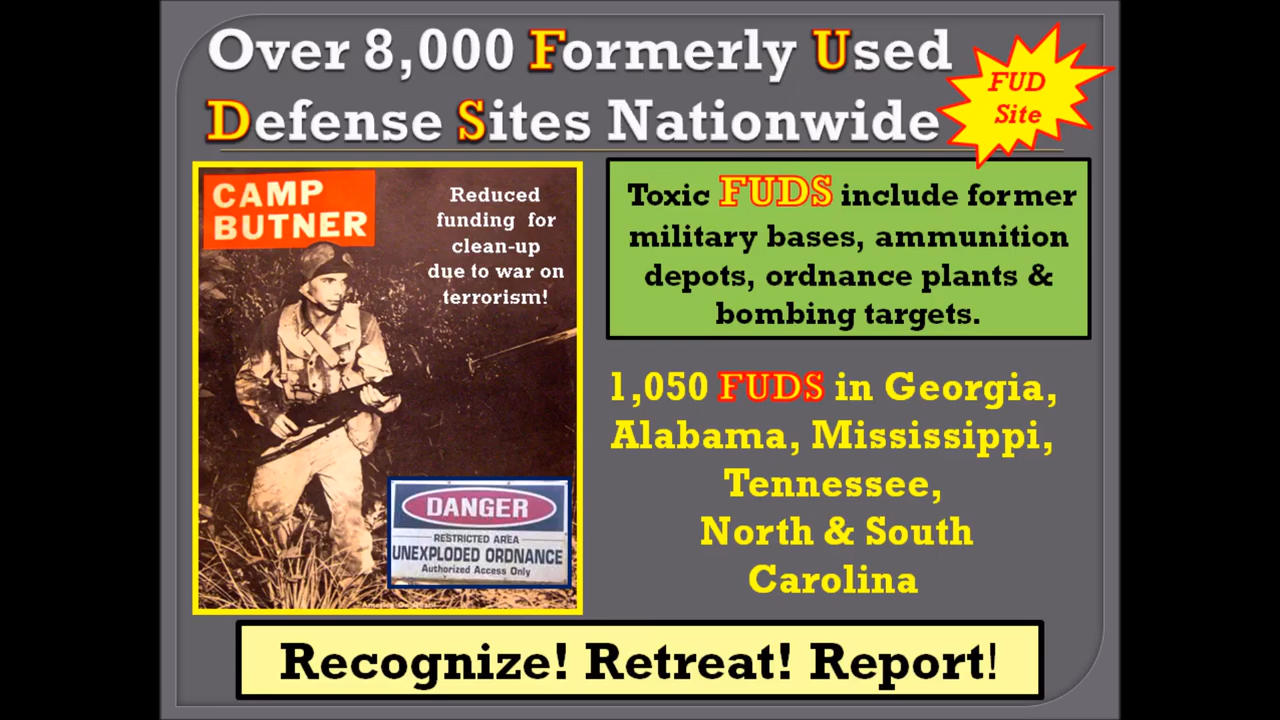 Over 8,000 Formerly Used
Defense Sites Nationwide
FUD
Site
CAMP
BUTNER
Reduced
funding for
clean-up
due to war on
terrorism!
DANGER
RESTRICTED AREA
UNEXPLODED ORDNANCE
Authorized Access Only
Toxic FUDS include former
military bases, ammunition
depots, ordnance plants &
bombing targets.
1,050 FUDS in Georgia,
Alabama, Mississippi,
Tennessee,
North & South
Carolina
Recognize! Retreat! Report!